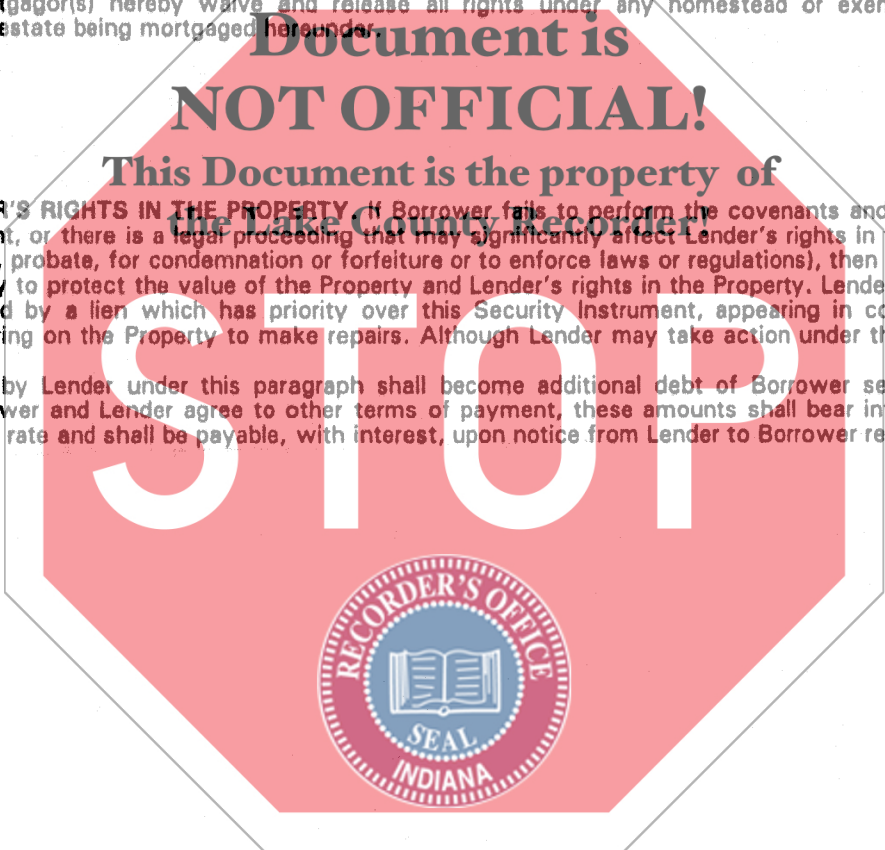 gagor(s) hereby waive and release all rights under any homestead or exer
estate being mortgaged hereunder.
Document is
NOT OFFICIAL!
This Document is the property of
the Lake County Recorder!
R'S RIGHTS IN THE PROPERTY. If Borrower fails to perform the covenants and
t, or there is a legal proceeding that may significantly affect Lender's rights in
probate, for condemnation or forfeiture or to enforce laws or regulations), then
y to protect the value of the Property and Lender's rights in the Property. Lende
d by a lien which has priority over this Security Instrument, appearing in co
ing on the Property to make repairs. Although Lender may take action under th
by Lender under this paragraph shall become additional debt of Borrower se
wer and Lender agree to other terms of payment, these amounts shall bear in
rate and shall be payable, with interest, upon notice from Lender to Borrower re
STOP
RECORDER'S OFFICE
SEAL
INDIANA